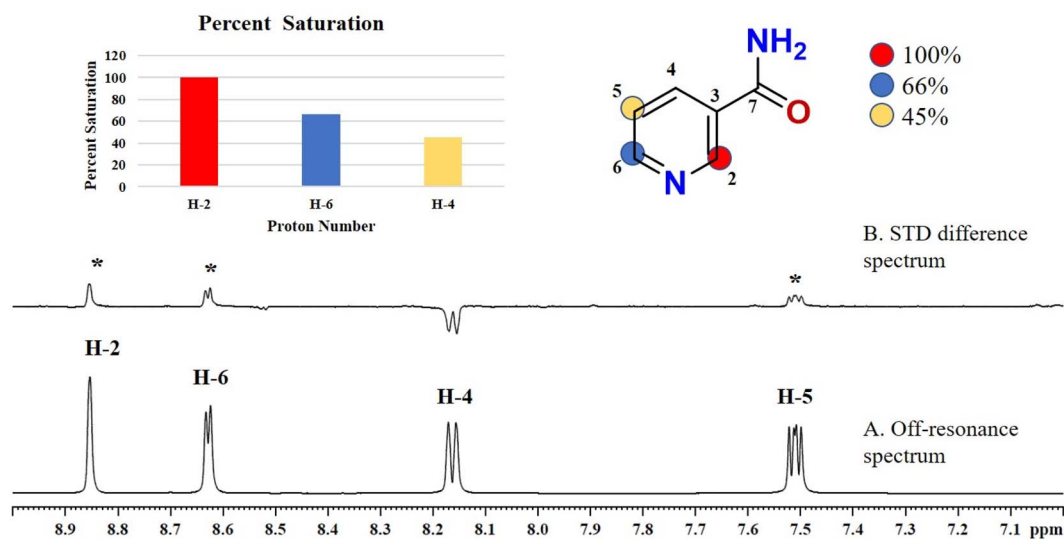 Percent Saturation
Percent Saturation
120
100
80
60
40
20
0
H-2
H-6
H-4
Proton Number
NH2
4
5
3
7
O
6
N
2
100%
66%
45%
B. STD difference
spectrum
*
*
*
H-2
H-6
H-4
H-5
A. Off-resonance
spectrum
8.9 8.8 8.7 8.6 8.5 8.4 8.3 8.2 8.1 8.0 7.9 7.8 7.7 7.6 7.5 7.4 7.3 7.2 7.1 ppm